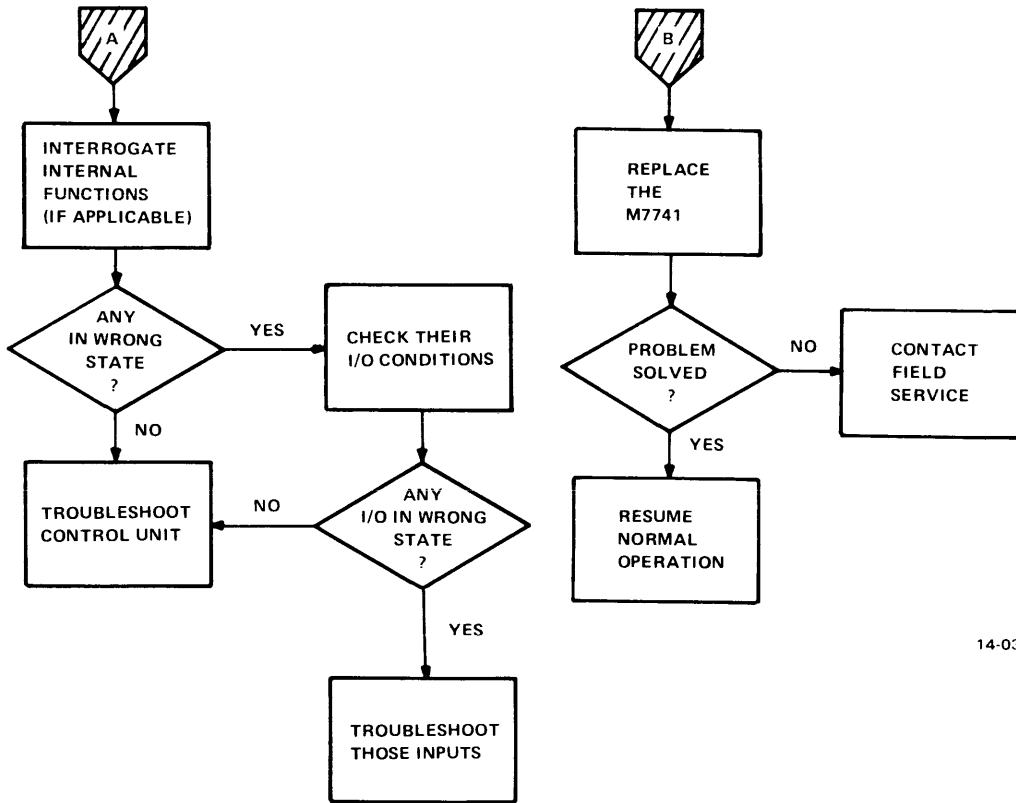 A
INTERROGATE
INTERNAL
FUNCTIONS
(IF APPLICABLE)
ANY
IN WRONG
STATE
?
YES
CHECK THEIR
I/O CONDITIONS
NO
TROUBLESHOOT
CONTROL UNIT
NO
ANY
I/O IN WRONG
STATE
?
YES
TROUBLESHOOT
THOSE INPUTS
B
REPLACE
THE
M7741
PROBLEM
SOLVED
?
NO
CONTACT
FIELD
SERVICE
YES
RESUME
NORMAL
OPERATION
14-03